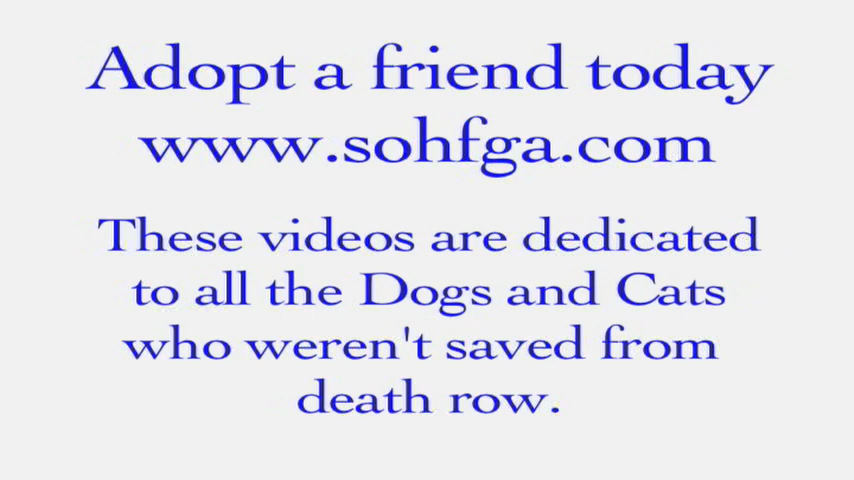 Adopt a friend today
www.sohfga.com
These videos are dedicated
to all the Dogs and Cats
who weren't saved from
death row.